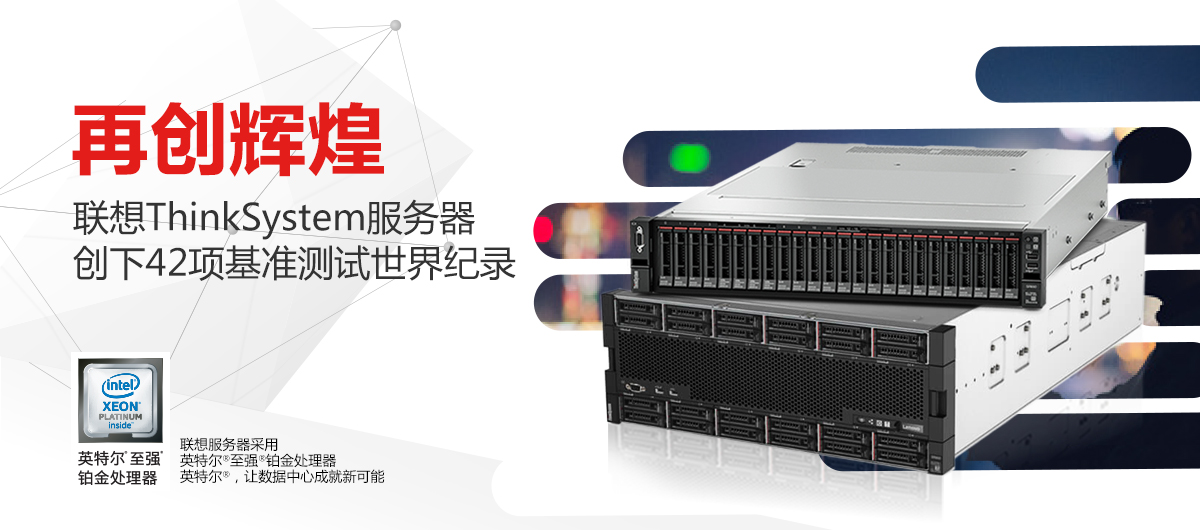 再创辉煌
联想ThinkSystem服务器
创下42项基准测试世界纪录
intel
XEON®
PLATINUM
inside™
英特尔®至强®
铂金处理器
联想服务器采用
英特尔®至强®铂金处理器
英特尔®，让数据中心成就新可能
Lenovo